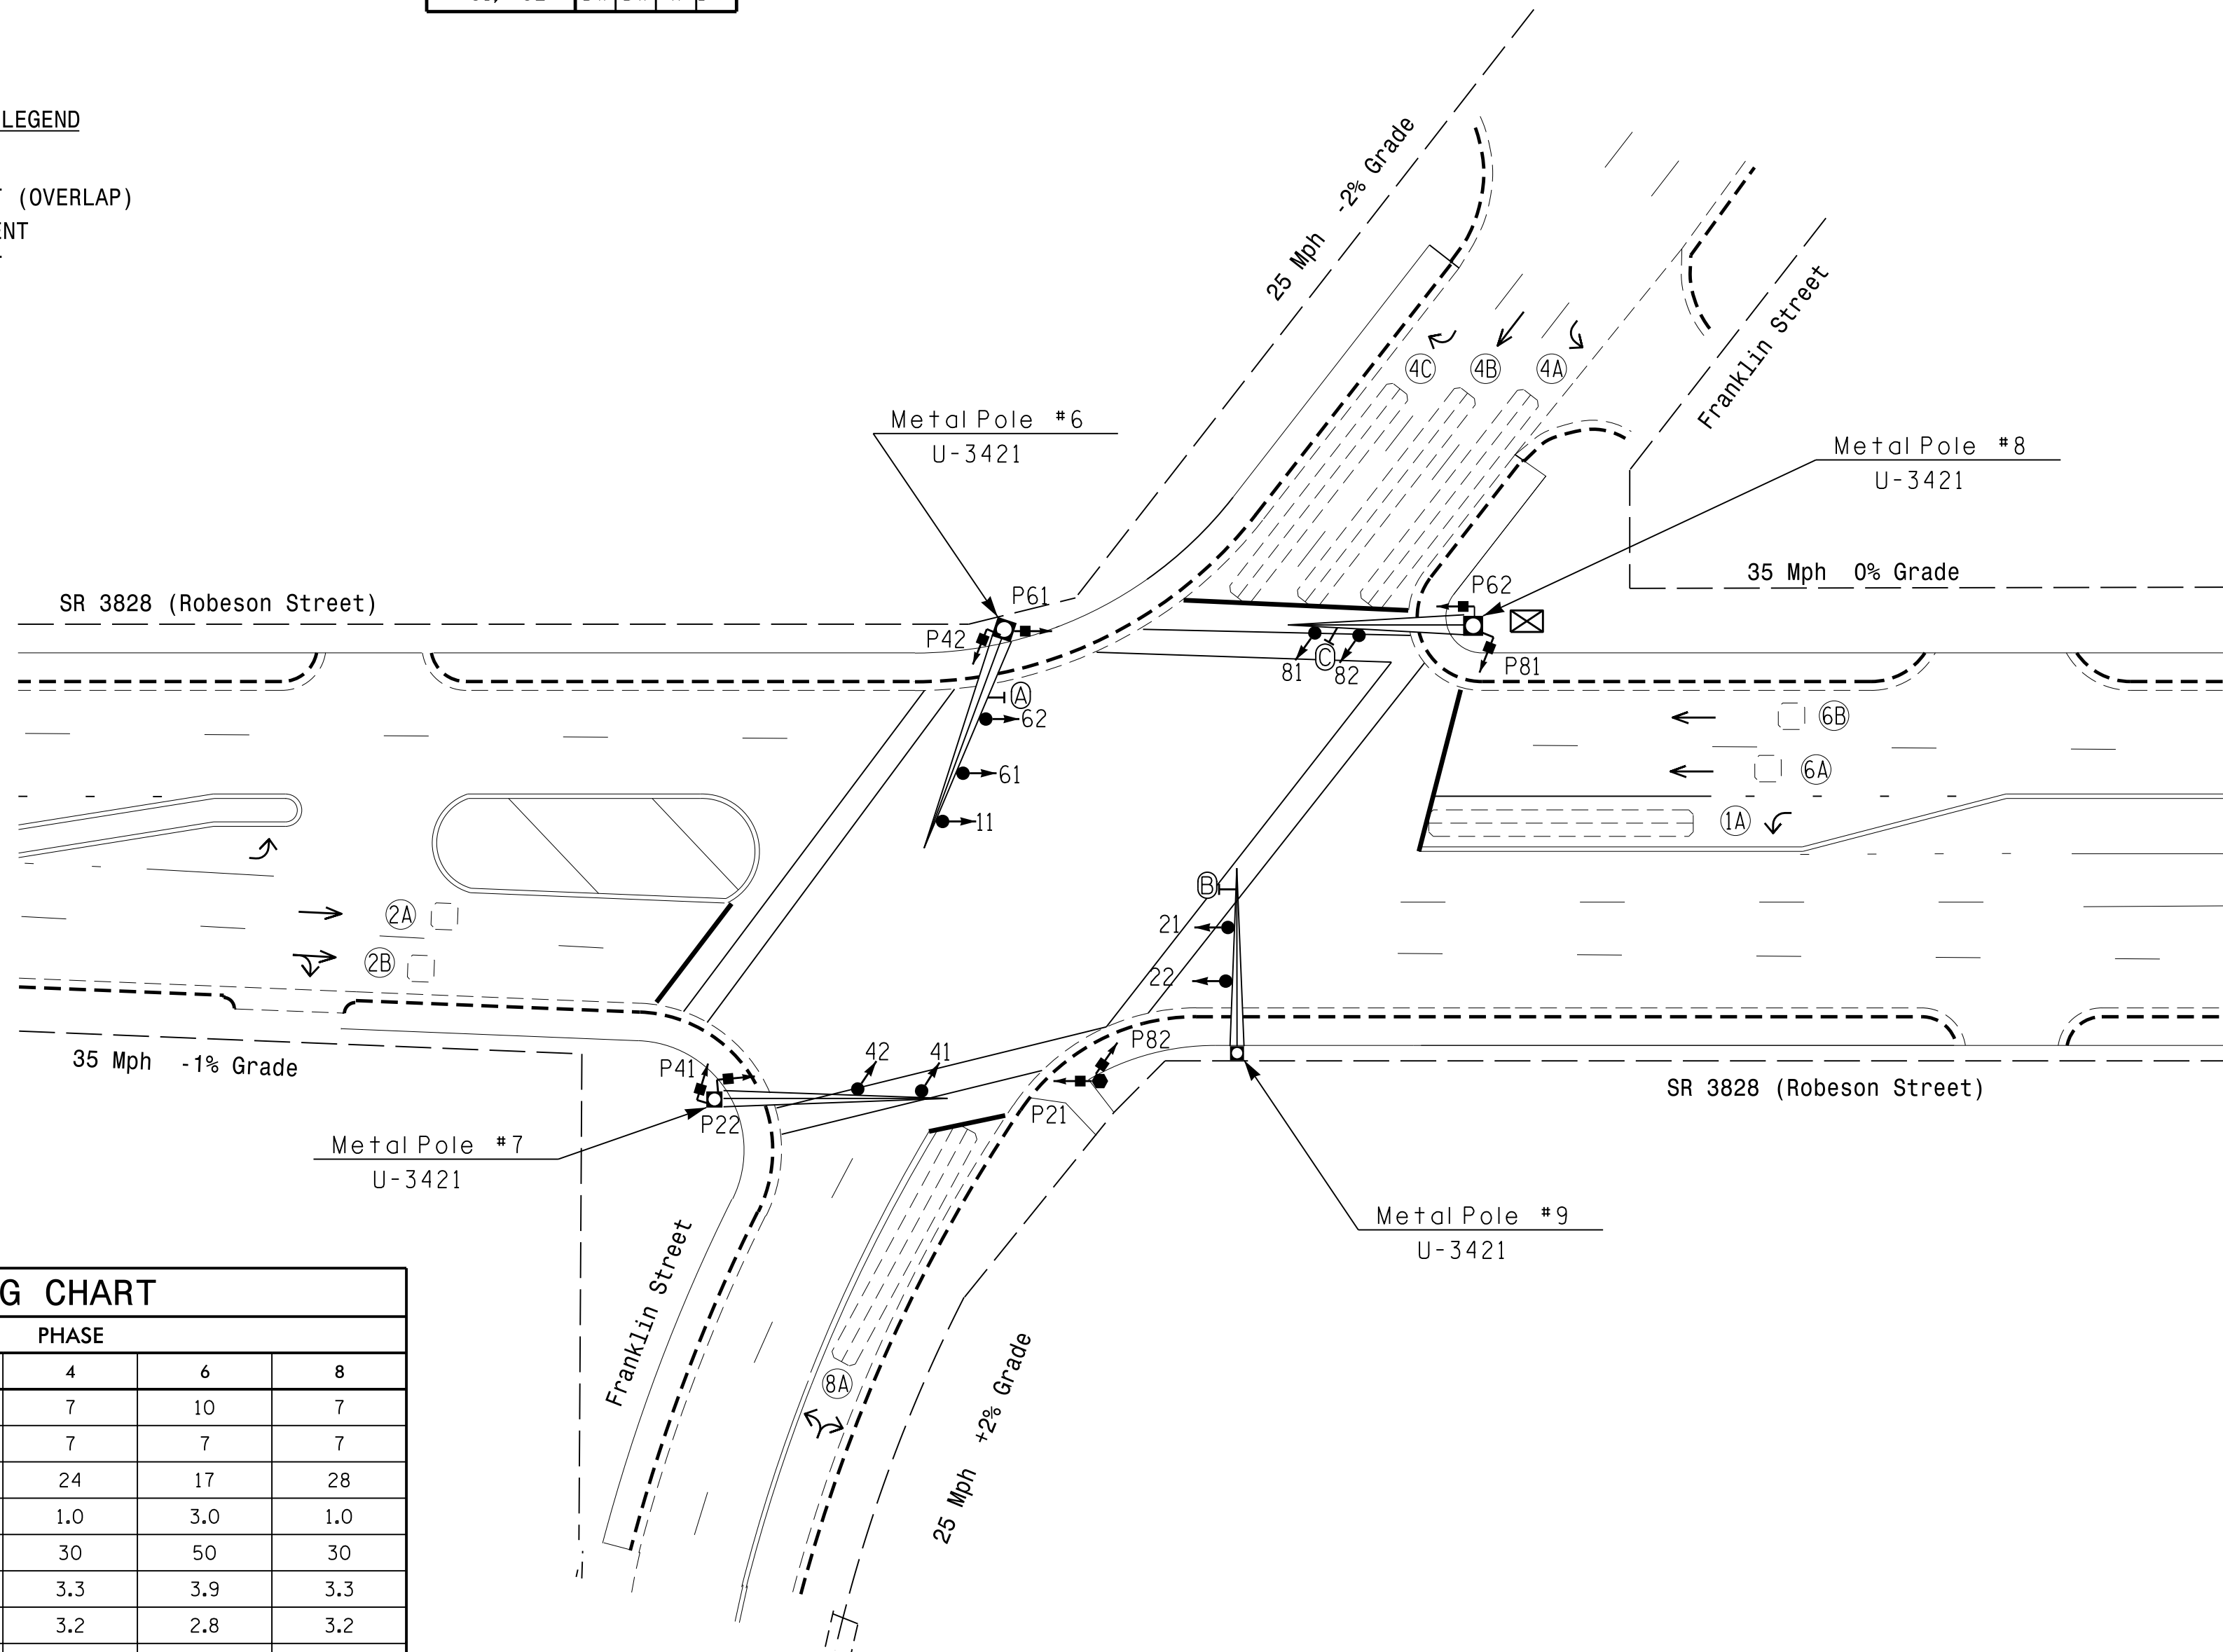 LEGEND
(OVERLAP)
25 Mph -2% Grade
Franklin Street
4C
4B
4A
Metal Pole #6
U-3421
Metal Pole #8
U-3421
SR 3828 (Robeson Street)
35 Mph 0% Grade
P61
P62
P42
P81
81
C
82
A
62
61
11
6B
6A
1A
B
21
22
2A
2B
35 Mph -1% Grade
P41
42
41
P82
P22
P21
SR 3828 (Robeson Street)
Metal Pole #7
U-3421
Metal Pole #9
U-3421
Franklin Street
8A
25 Mph +2% Grade
G CHART
PHASE
4 6 8
7 10 7
7 7 7
24 17 28
1.0 3.0 1.0
30 50 30
3.3 3.9 3.3
3.2 2.8 3.2